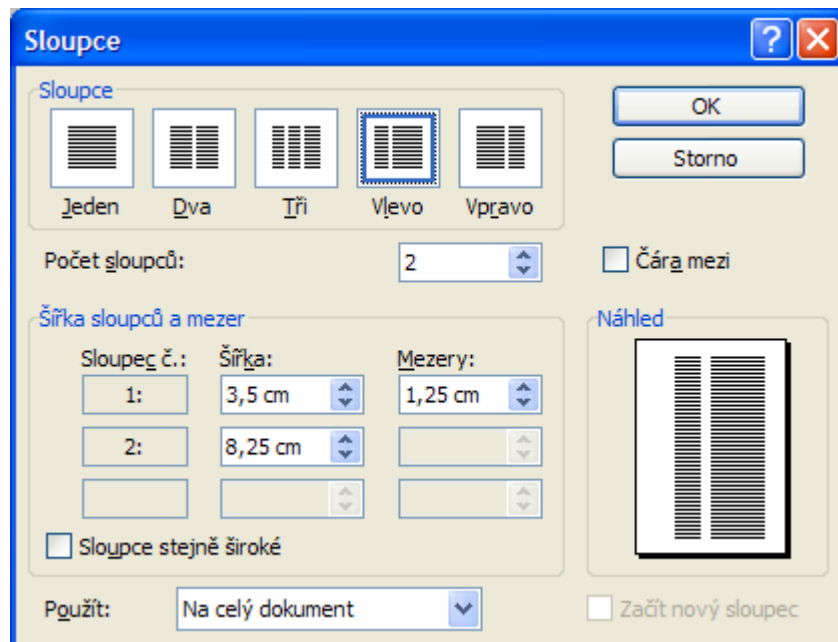 Sloupce
Sloupce
OK
Storno
Jeden Dva Tři Vlevo Vpravo
Počet sloupců: 2
Čára mezi
Šířka sloupců a mezer
Sloupec č.: Šířka: Mezery:
1: 3,5 cm 1,25 cm
2: 8,25 cm
Sloupce stejně široké
Náhled
Použít: Na celý dokument
Začít nový sloupec